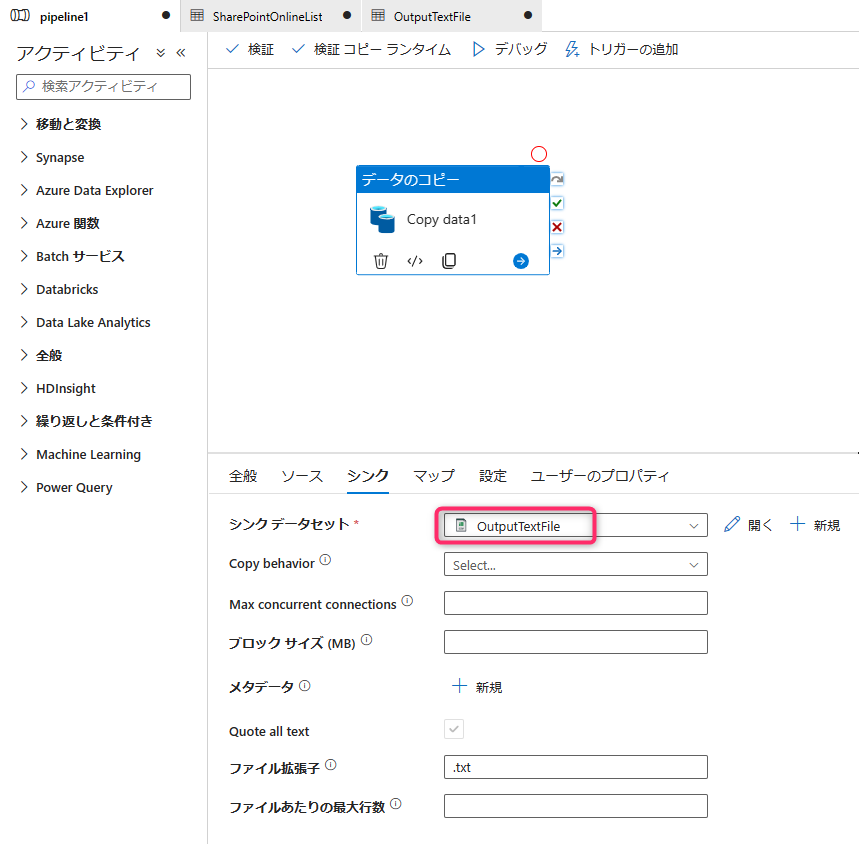 pipeline1
SharePointOnlineList
OutputTextFile
アクティビティ
検証
検証 コピー ランタイム
デバッグ
トリガーの追加
検索アクティビティ
移動と変換
Synapse
Azure Data Explorer
Azure 関数
Batch サービス
Databricks
Data Lake Analytics
全般
HDInsight
繰り返しと条件付き
Machine Learning
Power Query
データのコピー
Copy data1
全般
ソース
シンク
マップ
設定
ユーザーのプロパティ
シンク データセット *
OutputTextFile
開く
新規
Copy behavior
Select...
Max concurrent connections
ブロック サイズ (MB)
メタデータ
新規
Quote all text
ファイル拡張子
.txt
ファイルあたりの最大行数